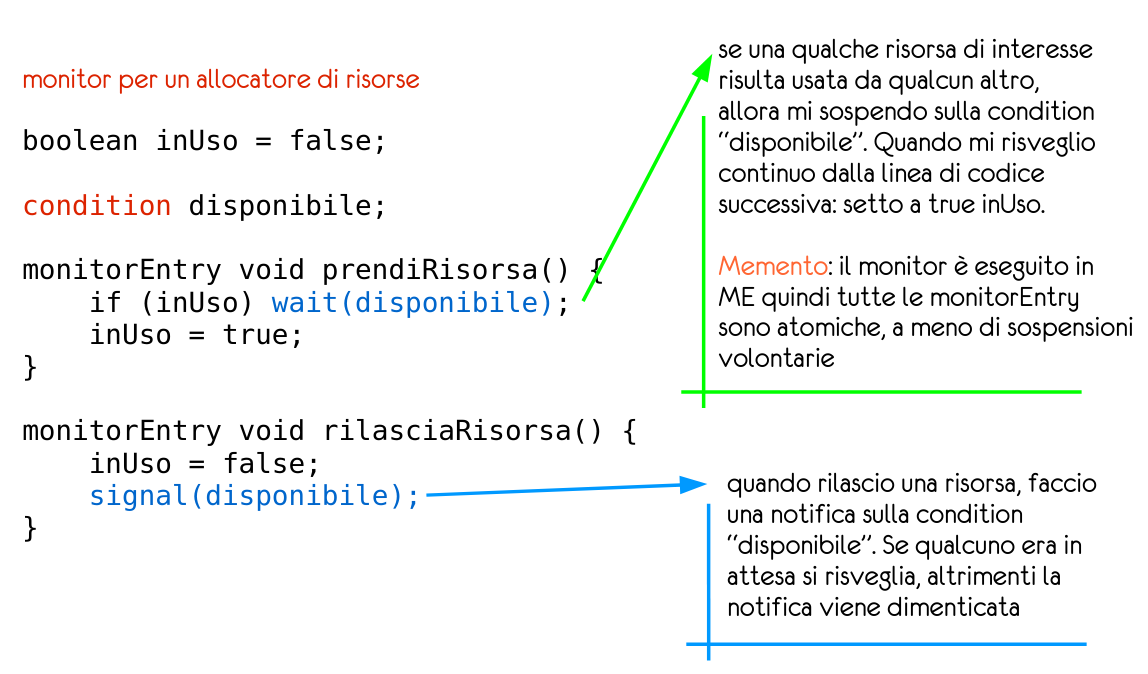 monitor per un allocatore di risorse
boolean inUso = false;
condition disponibile;
monitorEntry void prendiRisorsa() {
    if (inUso) wait(disponibile);
    inUso = true;
}
monitorEntry void rilasciaRisorsa() {
    inUso = false;
    signal(disponibile);
}
se una qualche risorsa di interesse
risulta usata da qualcun altro,
allora mi sospendo sulla condition
“disponibile”. Quando mi risveglio
continuo dalla linea di codice
successiva: setto a true inUso.
Memento: il monitor è eseguito in
ME quindi tutte le monitorEntry
sono atomiche, a meno di sospensioni
volontarie
quando rilascio una risorsa, faccio
una notifica sulla condition
“disponibile”. Se qualcuno era in
attesa si risveglia, altrimenti la
notifica viene dimenticata